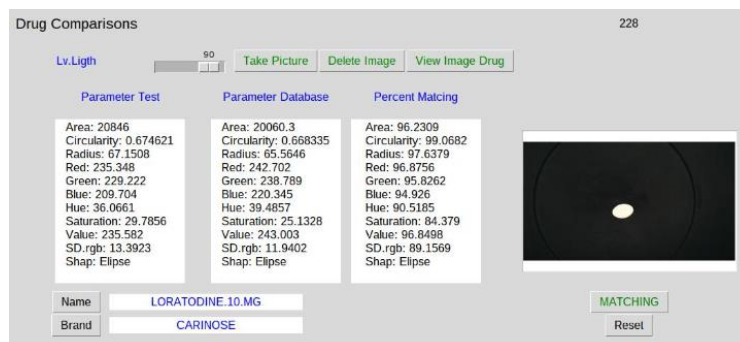 Drug Comparisons 228
Lv.Ligth 90 Take Picture Delete Image View Image Drug
Parameter Test Parameter Database Percent Matcing
Area: 20846 Area: 20060.3 Area: 96.2309
Circularity: 0.674621 Circularity: 0.668335 Circularity: 99.0682
Radius: 67.1508 Radius: 65.5646 Radius: 97.6379
Red: 235.348 Red: 242.702 Red: 96.8756
Green: 229.222 Green: 238.789 Green: 95.8262
Blue: 209.704 Blue: 220.345 Blue: 94.926
Hue: 36.0661 Hue: 39.4857 Hue: 90.5185
Saturation: 29.7856 Saturation: 25.1328 Saturation: 84.379
Value: 235.582 Value: 243.003 Value: 96.8498
SD.rgb: 13.3923 SD.rgb: 11.9402 SD.rgb: 89.1569
Shap: Elipse Shap: Elipse Shap: Elipse
Name LORATODINE.10.MG MATCHING
Brand CARINOSE Reset